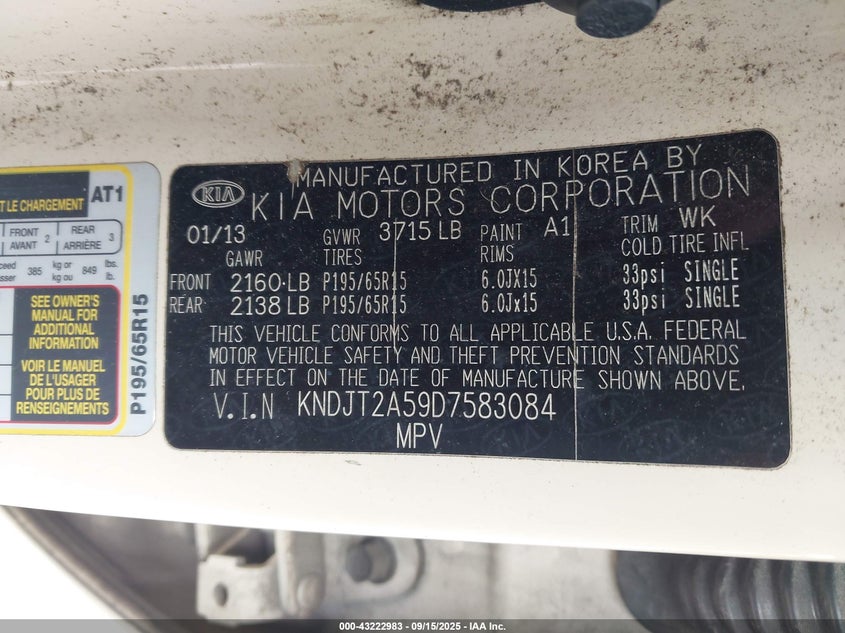 ET LE CHARGEMENT AT1
FRONT AVANT 2 REAR ARRIÈRE 3
385 kg or kg ou 849 lbs. lb.
SEE OWNER'S
MANUAL FOR
ADDITIONAL
INFORMATION
VOIR LE MANUEL
DE L'USAGER
POUR PLUS DE
RENSEIGNEMENTS
P195/65R15
MANUFACTURED IN KOREA BY
KIA KIA MOTORS CORPORATION
01/13 GVWR 3715 LB PAINT A1 TRIM WK
GAWR TIRES RIMS COLD TIRE INFL
FRONT 2160 LB P195/65R15 6.0JX15 33psi SINGLE
REAR 2138 LB P195/65R15 6.0Jx15 33psi SINGLE
THIS VEHICLE CONFORMS TO ALL APPLICABLE U.S.A. FEDERAL
MOTOR VEHICLE SAFETY AND THEFT PREVENTION STANDARDS
IN EFFECT ON THE DATE OF MANUFACTURE SHOWN ABOVE.
V.I.N KNDJT2A59D7583084
MPV
000-43222983 - 09/15/2025 - IAA Inc.